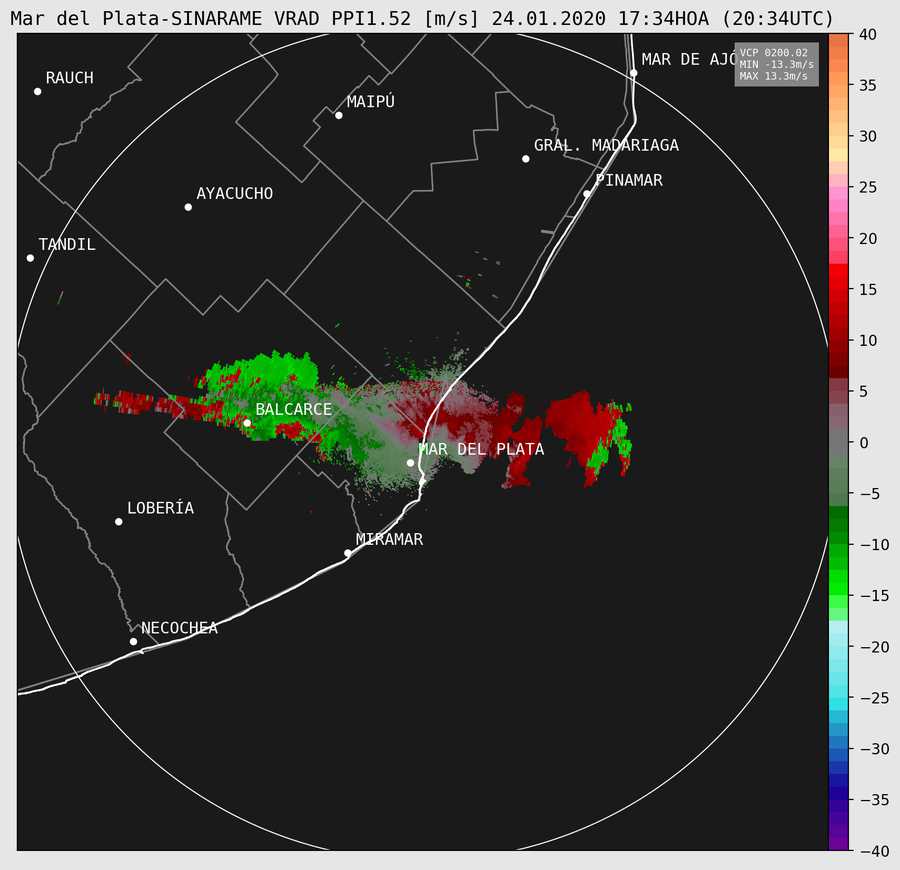 Mar del Plata-SINARAME VRAD PPI1.52 [m/s] 24.01.2020 17:34HOA (20:34UTC)
VCP 0200.02
MIN -13.3m/s
MAX 13.3m/s
MAR DE AJÓ
RAUCH
MAIPÚ
GRAL. MADARIAGA
PINAMAR
AYACUCHO
TANDIL
BALCARCE
MAR DEL PLATA
LOBERÍA
MIRAMAR
NECOCHEA
40
35
30
25
20
15
10
5
0
−5
−10
−15
−20
−25
−30
−35
−40